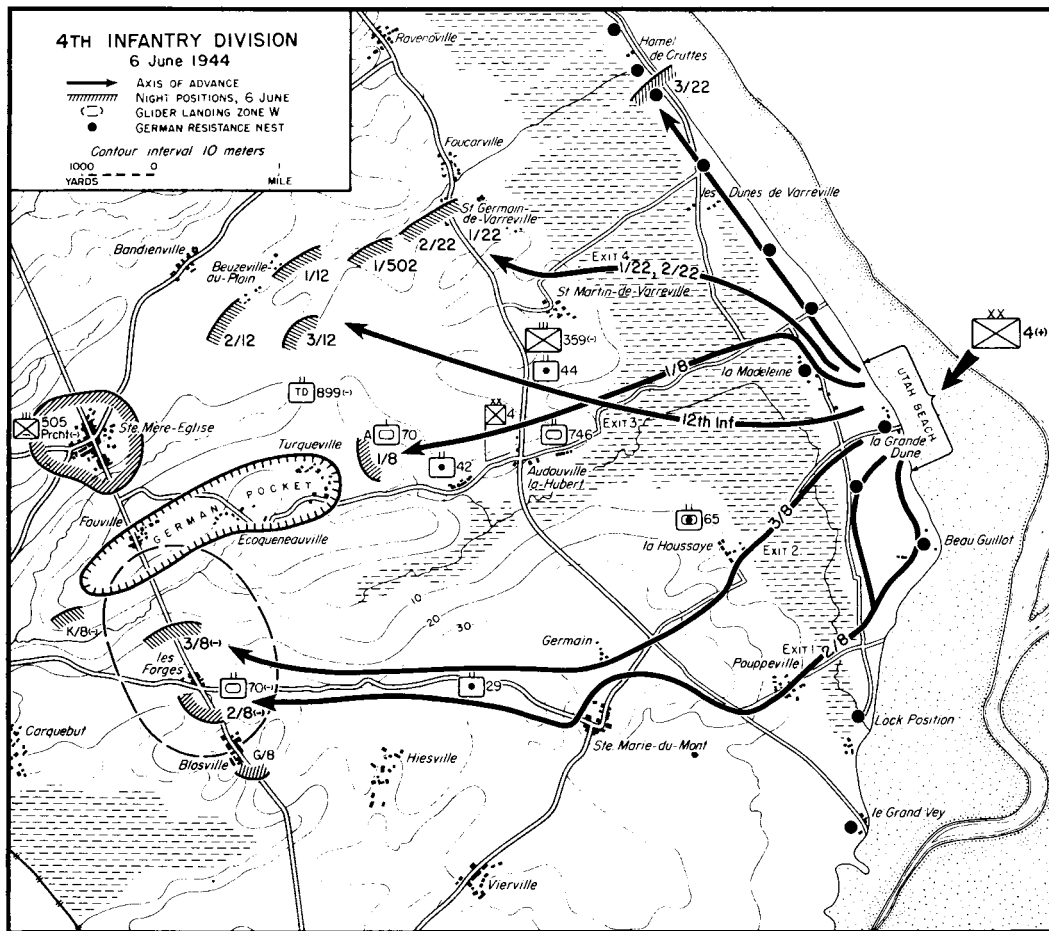 4TH INFANTRY DIVISION
6 June 1944
AXIS OF ADVANCE
NIGHT POSITIONS, 6 JUNE
GLIDER LANDING ZONE W
GERMAN RESISTANCE NEST
Contour interval 10 meters
1000 0 1
YARDS MILE
Ravenoville
Hamel
de Cruttes
3/22
Foucarville
les Dunes de Varreville
St Germain-
de-Varreville
2/22
1/22
Bandienville
Beuzeville-
au-Plain
1/12
1/502
EXIT 4
1/22, 2/22
St Martin-de-Varreville
2/12
3/12
359(-)
XX
4(+)
44
1/8
la Madeleine
UTAH BEACH
TD 899(-)
XX
4
12th Inf
505
Prcht(-)
Ste. Mère-Eglise
A 70
1/8
746
EXIT 3
la Grande
Dune
Turqueville
42
Audouville
la-Hubert
GERMAN POCKET
Fouville
Ecoqueneauville
65
3/8
la Houssaye
EXIT 2
Beau Guillot
10
20
30
K/8(-)
3/8(-)
les
Forges
Germain
EXIT 1
2/8
Pouppeville
70(-)
29
2/8(-)
Lock Position
Carquebut
Ste. Marie-du-Mont
G/8
Blosville
Hiesville
le Grand Vey
Vierville